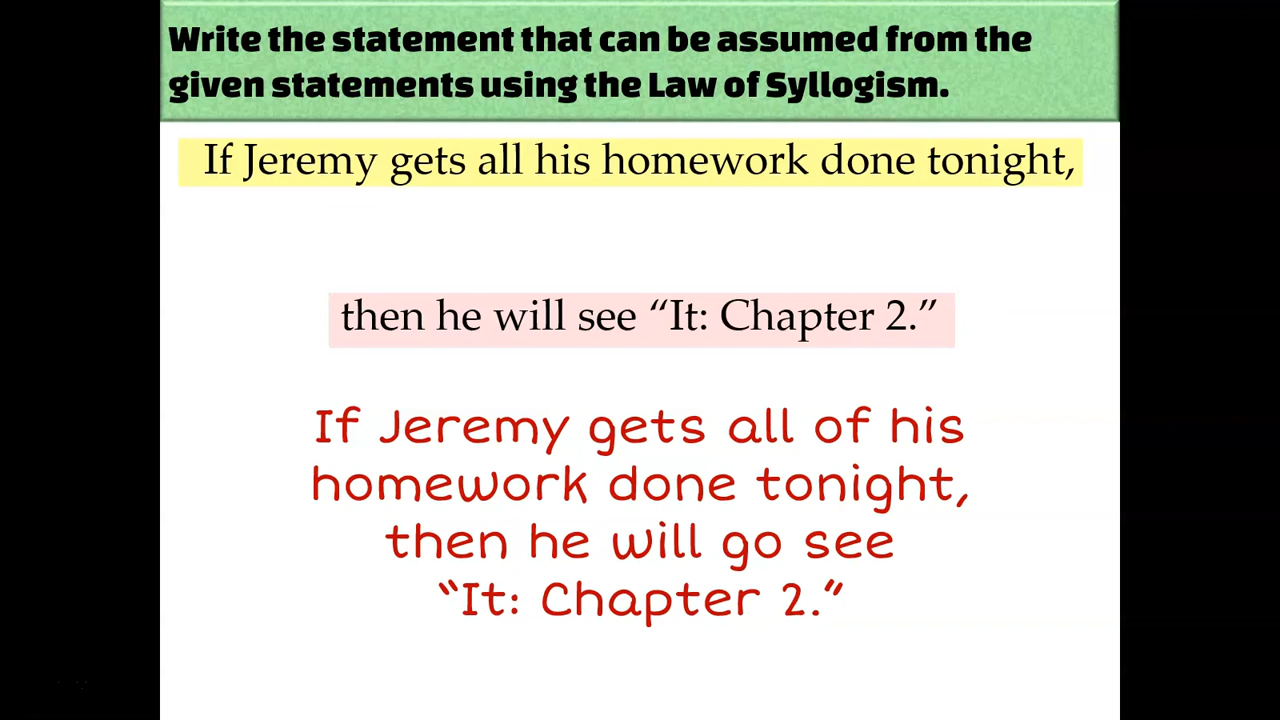 Write the statement that can be assumed from the
given statements using the Law of Syllogism.
If Jeremy gets all his homework done tonight,
then he will see “It: Chapter 2.”
If Jeremy gets all of his
homework done tonight,
then he will go see
“It: Chapter 2.”